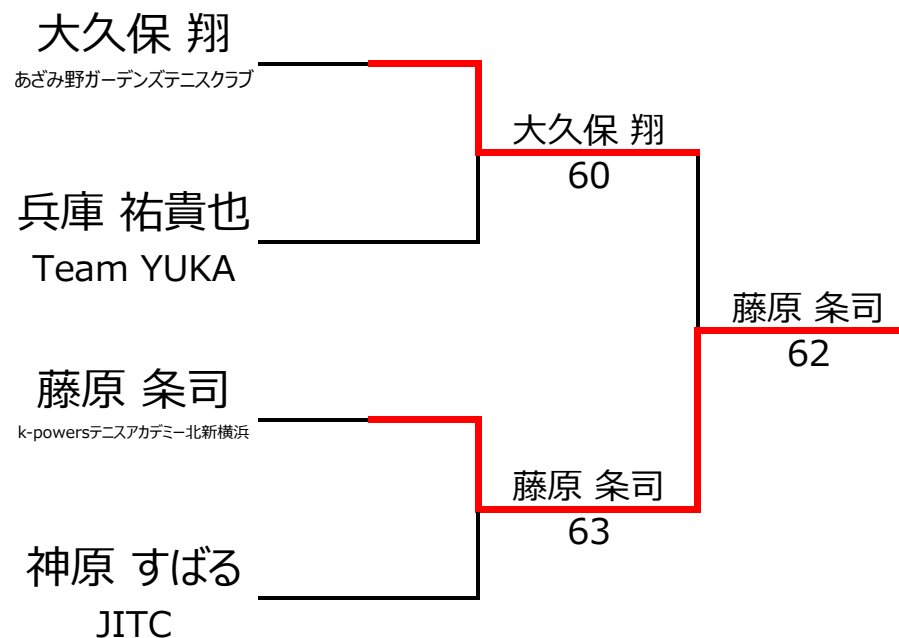 大久保 翔
あざみ野ガーデンズテニスクラブ
大久保 翔
60
兵庫 祐貴也
Team YUKA
藤原 条司
62
藤原 条司
k-powersテニスアカデミー北新横浜
藤原 条司
63
神原 すばる
JITC